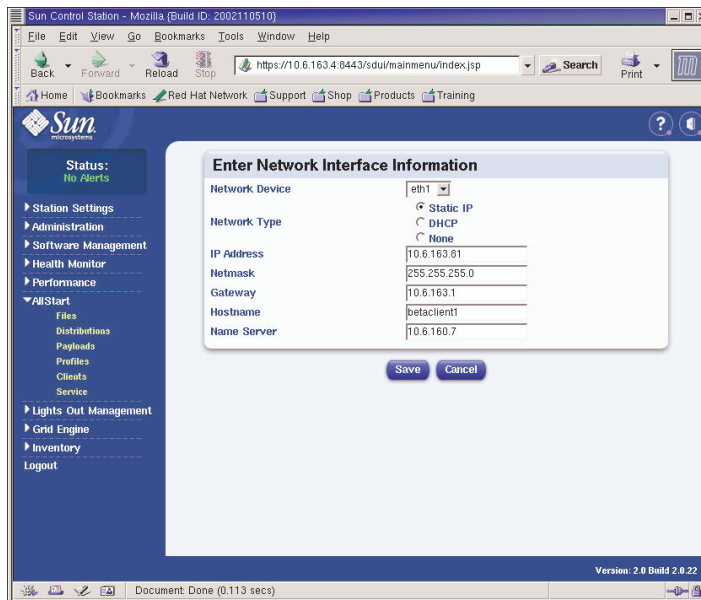 Sun Control Station - Mozilla {Build ID: 2002110510}
File Edit View Go Bookmarks Tools Window Help
Back Forward Reload Stop https://10.6.163.4:8443/sdui/mainmenu/index.jsp Search Print
Home Bookmarks Red Hat Network Support Shop Products Training
Sun
microsystems
?
Status:
No Alerts
Station Settings
Administration
Software Management
Health Monitor
Performance
AllStart
Files
Distributions
Payloads
Profiles
Clients
Service
Lights Out Management
Grid Engine
Inventory
Logout
Enter Network Interface Information
Network Device eth1
Network Type Static IP
DHCP
None
IP Address 10.6.163.81
Netmask 255.255.255.0
Gateway 10.6.163.1
Hostname betaclient1
Name Server 10.6.160.7
Save Cancel
Version: 2.0 Build 2.0.22
Document: Done (0.113 secs)